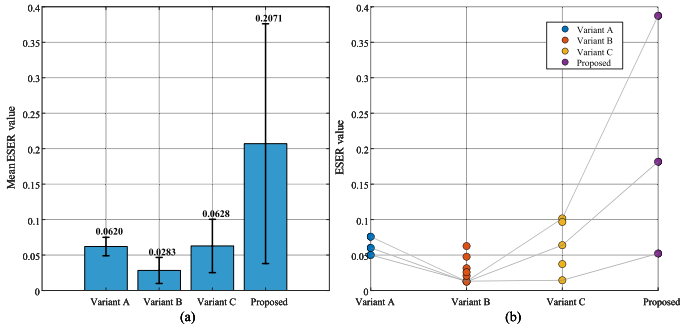 0.4
0.35
0.3
0.25
0.2
0.15
0.1
0.05
0
Mean ESER value
0.0620
0.0283
0.0628
0.2071
Variant A
Variant B
Variant C
Proposed
(a)
0.4
0.35
0.3
0.25
0.2
0.15
0.1
0.05
0
ESER value
Variant A
Variant B
Variant C
Proposed
Variant A
Variant B
Variant C
Proposed
(b)